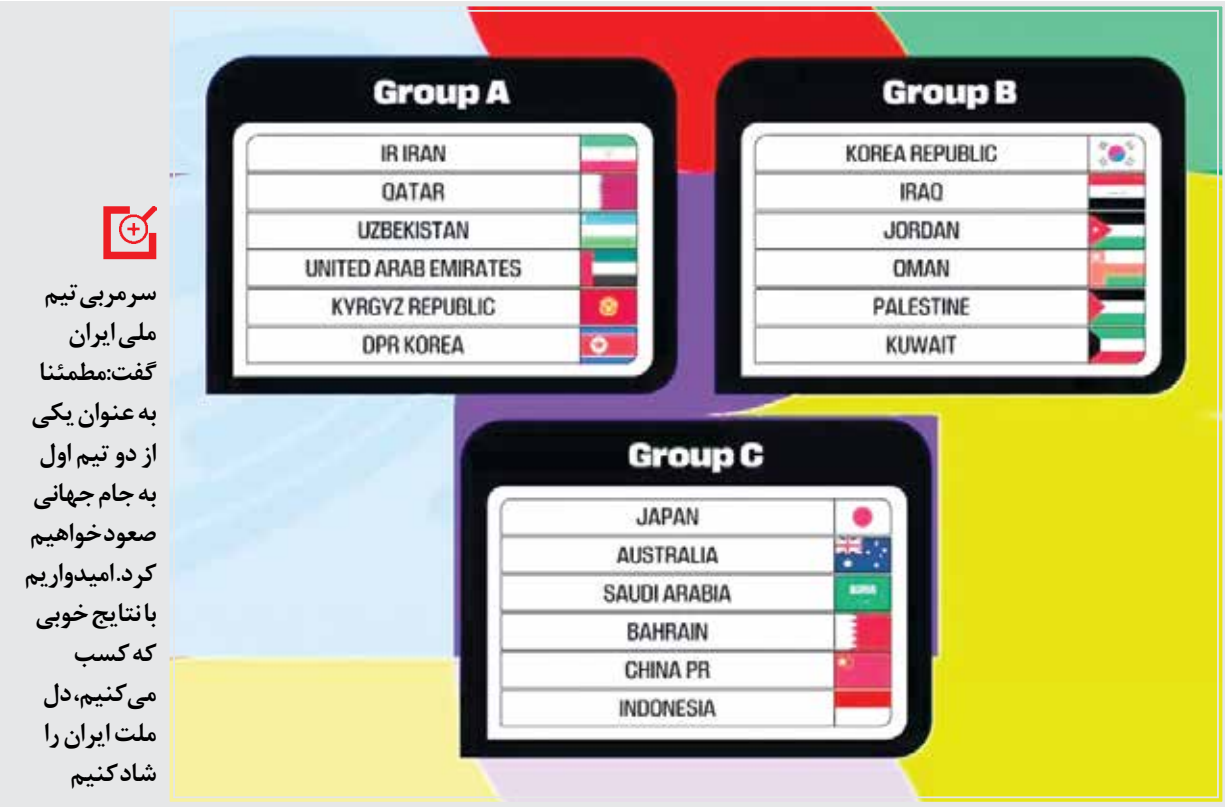 Group A
IR IRAN
QATAR
UZBEKISTAN
UNITED ARAB EMIRATES
KYRGYZ REPUBLIC
DPR KOREA
Group B
KOREA REPUBLIC
IRAQ
JORDAN
OMAN
PALESTINE
KUWAIT
Group C
JAPAN
AUSTRALIA
SAUDI ARABIA
BAHRAIN
CHINA PR
INDONESIA
سرمربی تیم
ملی ایران
گفت:مطمئنا
به عنوان یکی
از دو تیم اول
به جام جهانی
صعود خواهیم
کرد.امیدواریم
با نتایج خوبی
که کسب
می‌کنیم،دل
ملت ایران را
شاد کنیم